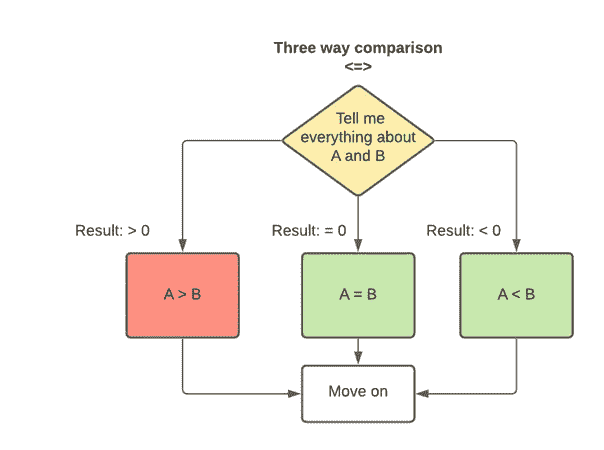 Three way comparison
<=>
Tell me
everything about
A and B
Result: > 0
Result: = 0
Result: < 0
A > B
A = B
A < B
Move on